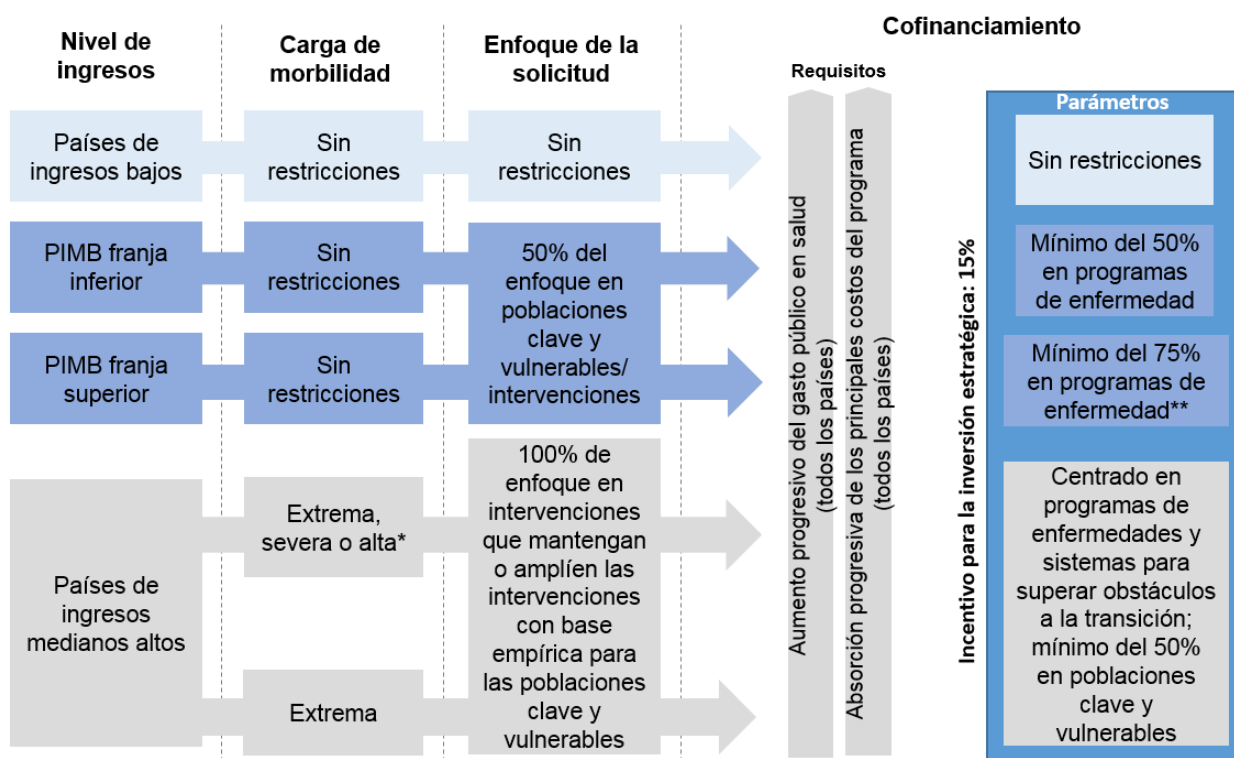 Nivel de
ingresos
Carga de
morbilidad
Enfoque de la
solicitud
Cofinanciamiento
Requisitos
Parámetros
Países de
ingresos bajos
Sin
restricciones
Sin
restricciones
Sin restricciones
PIMB franja
inferior
Sin
restricciones
50% del
enfoque en
poblaciones
clave y
vulnerables/
intervenciones
Mínimo del 50%
en programas
de enfermedad
PIMB franja
superior
Sin
restricciones
Mínimo del 75%
en programas de
enfermedad**
Países de
ingresos
medianos altos
Extrema,
severa o alta*
Extrema
100% de
enfoque en
intervenciones
que mantengan
o amplíen las
intervenciones
con base
empírica para
las poblaciones
clave y
vulnerables
Aumento progresivo del gasto público en salud
(todos los países)
Absorción progresiva de los principales costos del programa
(todos los países)
Incentivo para la inversión estratégica: 15%
Centrado en
programas de
enfermedades y
sistemas para
superar obstáculos
a la transición;
mínimo del 50%
en poblaciones
clave y
vulnerables